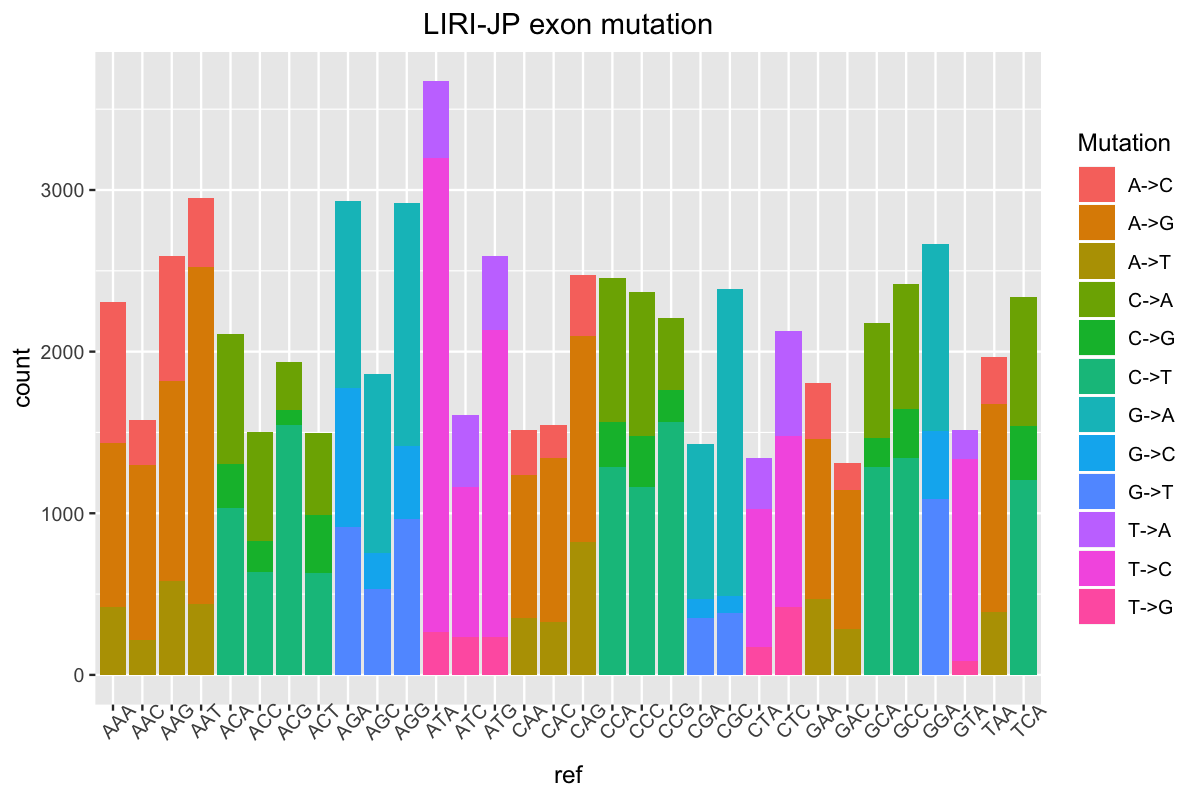 LIRI-JP exon mutation
3000
2000
1000
0
count
AAA AAC AAG AAT ACA ACC ACG ACT AGA AGC AGG ATA ATC ATG CAA CAC CAG CCA CCC CCG CGA CGC CTA CTC GAA GAC GCA GCC GGA GTA TAA TCA
ref
Mutation
A->C
A->G
A->T
C->A
C->G
C->T
G->A
G->C
G->T
T->A
T->C
T->G